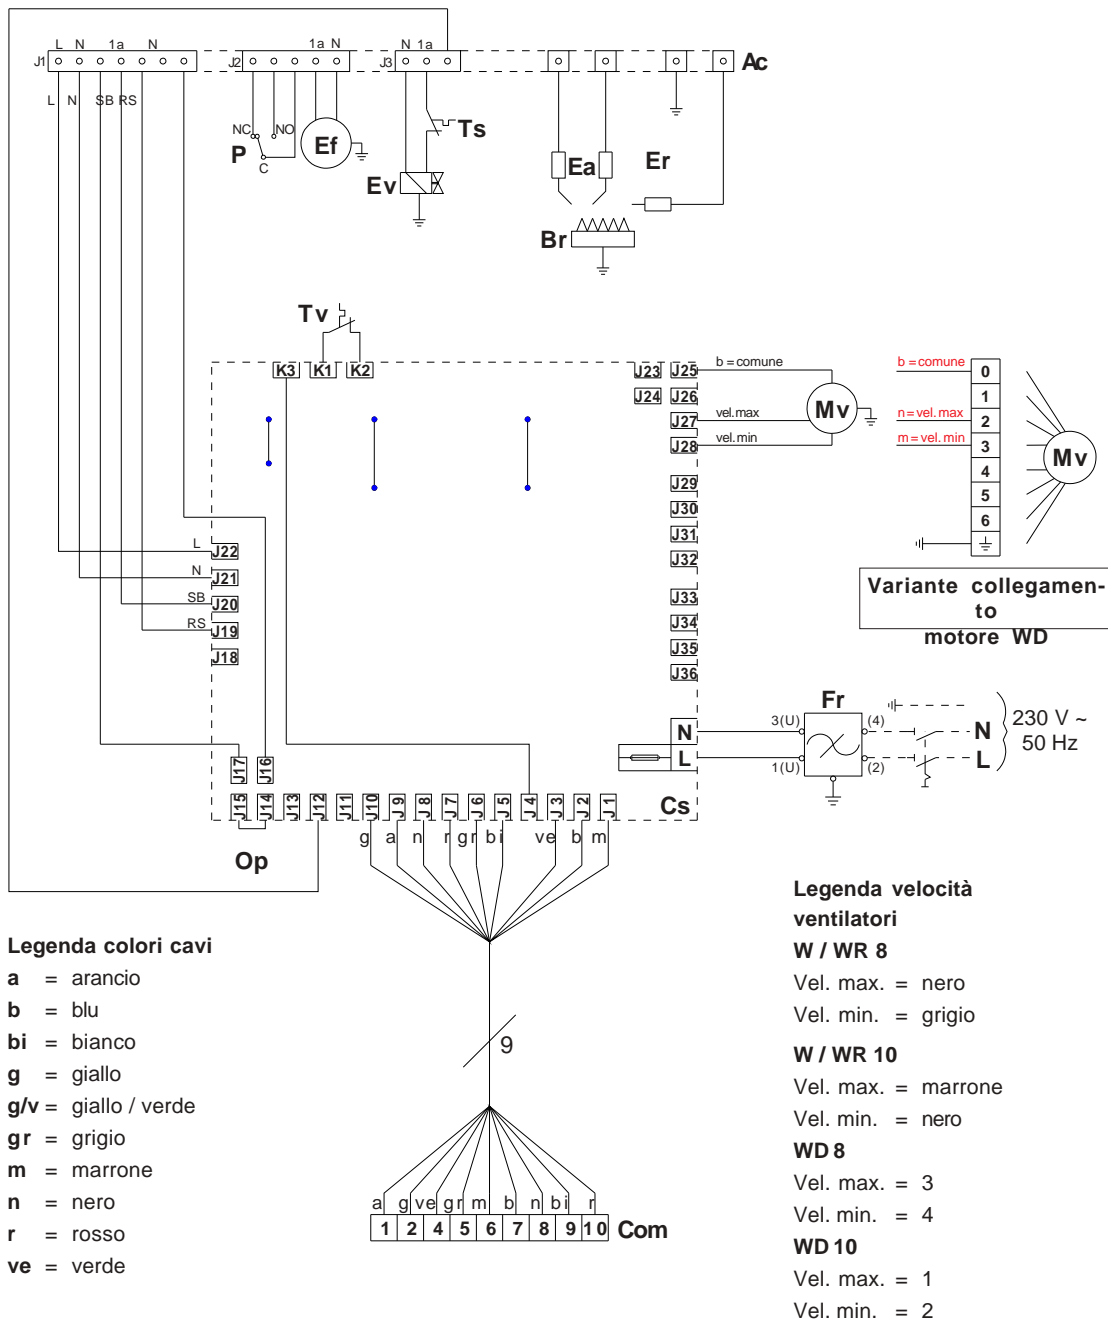 L N 1a N 1a N N 1a
J1 J2 J3 Ac
L N SB RS
NC NO Ts
P C Ef Ea Er
Ev
Br
Tv
K3 K1 K2 J23 J25 b = comune b = comune 0
J24 J26 Mv 1
J27 vel.max n = vel. max 2
J28 vel.min m = vel. min 3 Mv
J29 4
J30 5
J31 6
L J22
J32
N J21
SB J20
RS J19
J18
J33
J34
J35
J36
Variante collegamen-
to
motore WD
Fr
N 3(U) (4) N 230 V ~
L 1(U) (2) L 50 Hz
J17 J16
J15 J14 J13 J12 J11 J10 J9 J8 J7 J6 J5 J4 J3 J2 J1 Cs
Op g a n r gr bi ve b m
9
a g ve gr m b n bi r
1 2 4 5 6 7 8 9 10 Com
Legenda colori cavi
a = arancio
b = blu
bi = bianco
g = giallo
g/v = giallo / verde
gr = grigio
m = marrone
n = nero
r = rosso
ve = verde
Legenda velocità
ventilatori
W / WR 8
Vel. max. = nero
Vel. min. = grigio
W / WR 10
Vel. max. = marrone
Vel. min. = nero
WD 8
Vel. max. = 3
Vel. min. = 4
WD 10
Vel. max. = 1
Vel. min. = 2